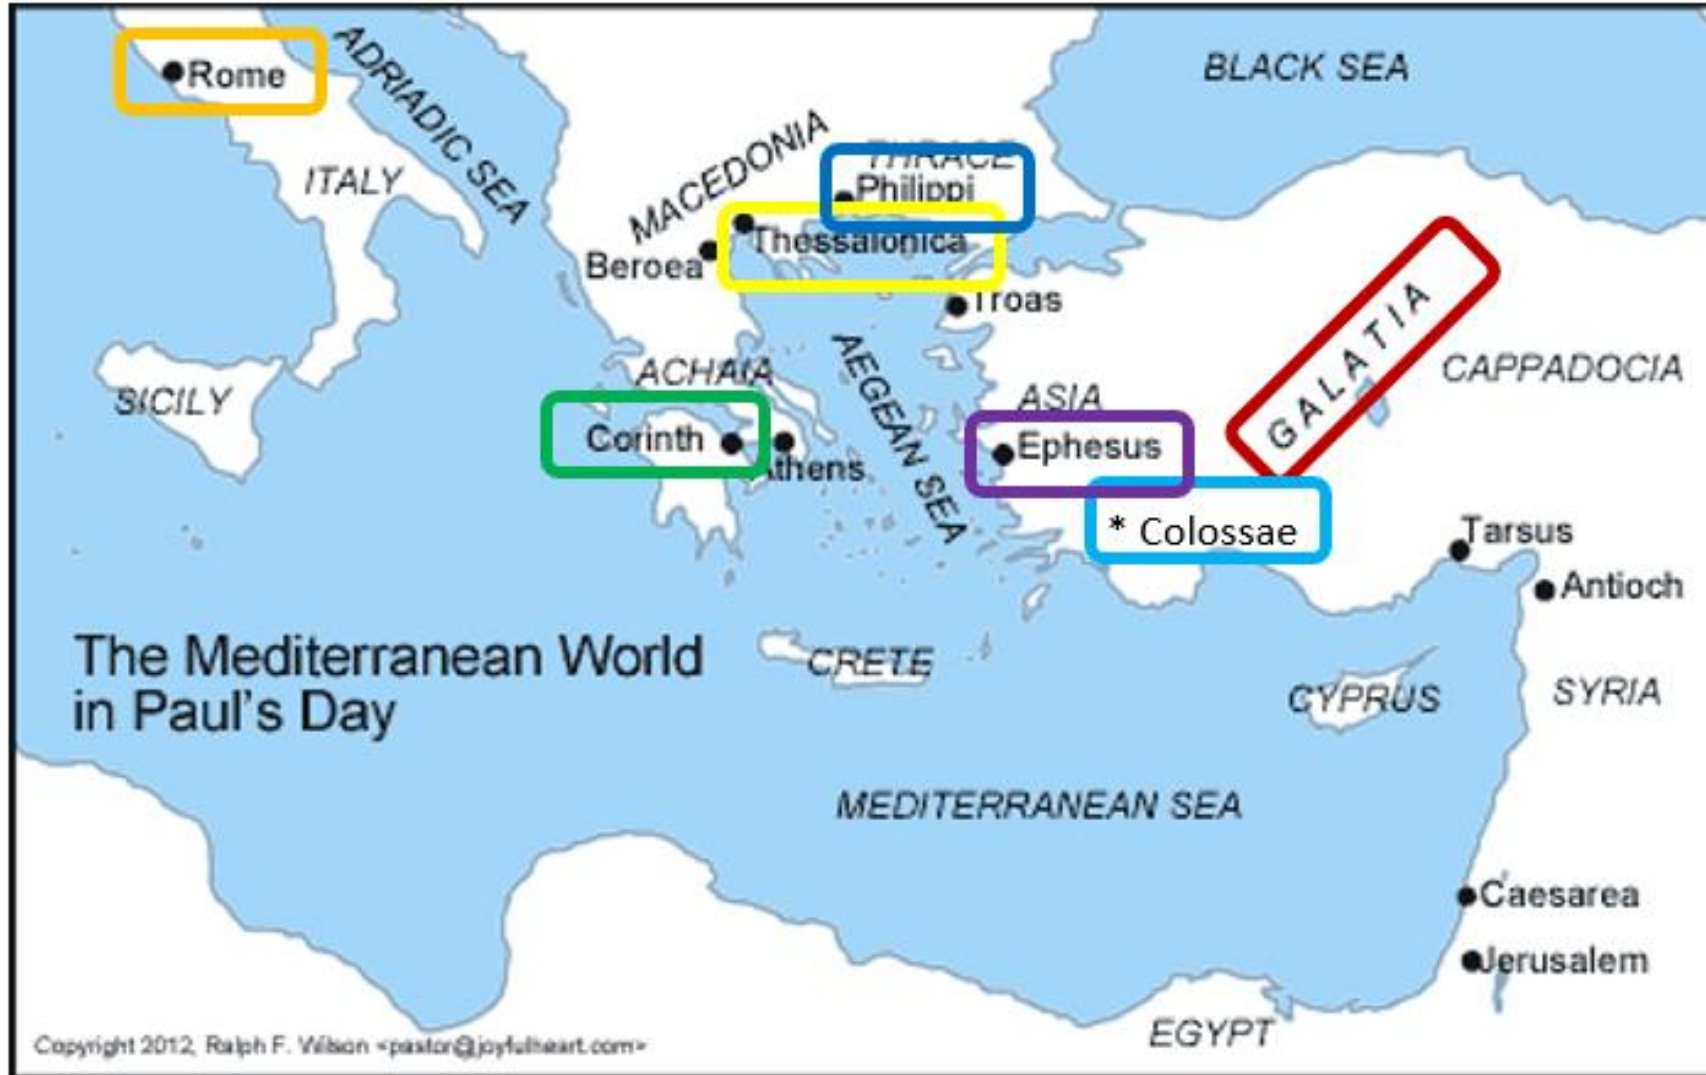 Rome
ADRIADIC SEA
BLACK SEA
ITALY
MACEDONIA
THRACE
Philippi
Thessalonica
Beroea
Troas
GALATIA
SICILY
ACHAIA
AEGEAN SEA
ASIA
CAPPADOCIA
Corinth
Athens
Ephesus
* Colossae
Tarsus
Antioch
The Mediterranean World
in Paul's Day
CRETE
CYPRUS
SYRIA
MEDITERRANEAN SEA
Caesarea
Jerusalem
EGYPT
Copyright 2012, Ralph F. Wilson <pastor@joyfulheart.com>